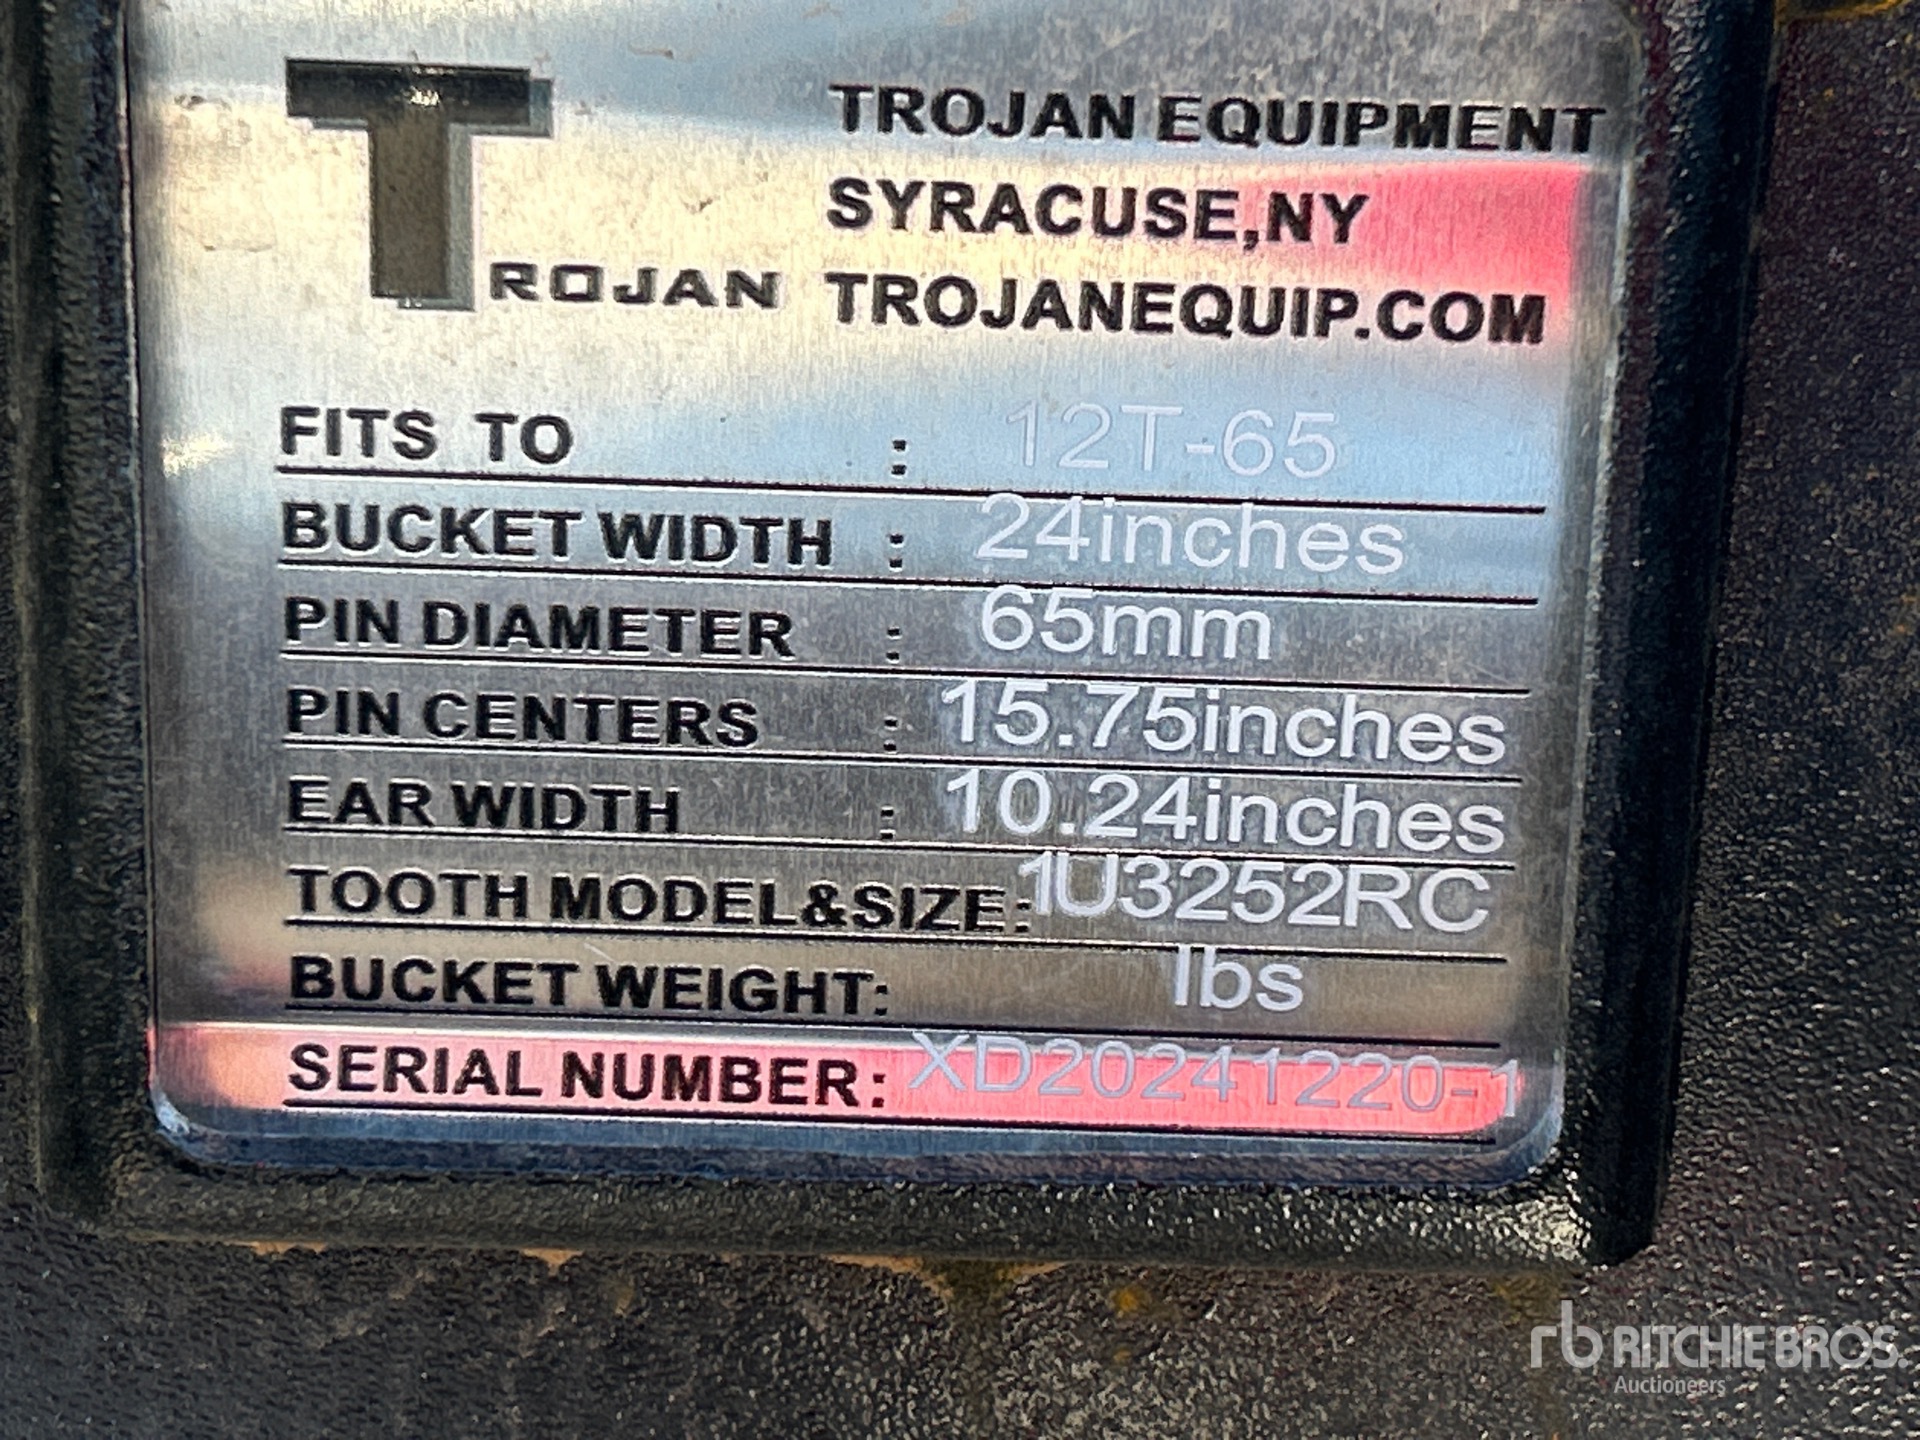 TROJAN
TROJAN EQUIPMENT
SYRACUSE,NY
TROJANEQUIP.COM
FITS TO : 12T-65
BUCKET WIDTH : 24inches
PIN DIAMETER : 65mm
PIN CENTERS : 15.75inches
EAR WIDTH : 10.24inches
TOOTH MODEL&SIZE: 1U3252RC
BUCKET WEIGHT: lbs
SERIAL NUMBER: XD20241220-1
rb RITCHIE BROS.
Auctioneers